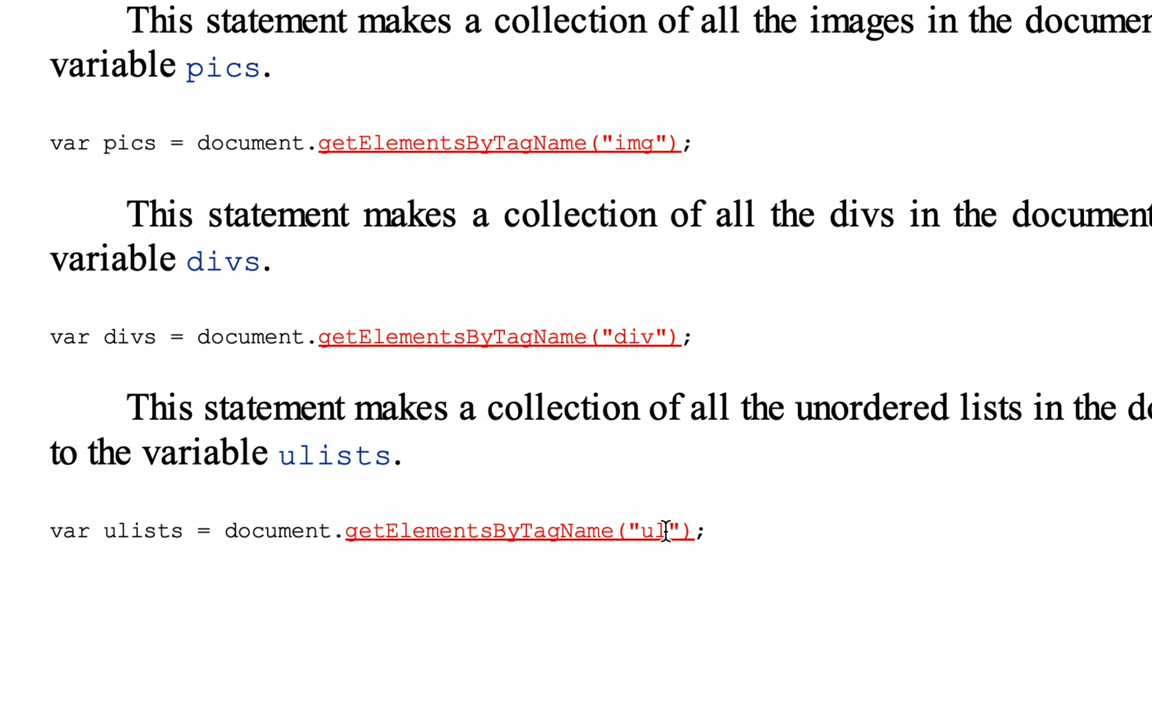 This statement makes a collection of all the images in the
variable pics.
var pics = document.getElementsByTagName("img");
This statement makes a collection of all the divs in the document
variable divs.
var divs = document.getElementsByTagName("div");
This statement makes a collection of all the unordered lists in the
to the variable ulists.
var ulists = document.getElementsByTagName("ul");